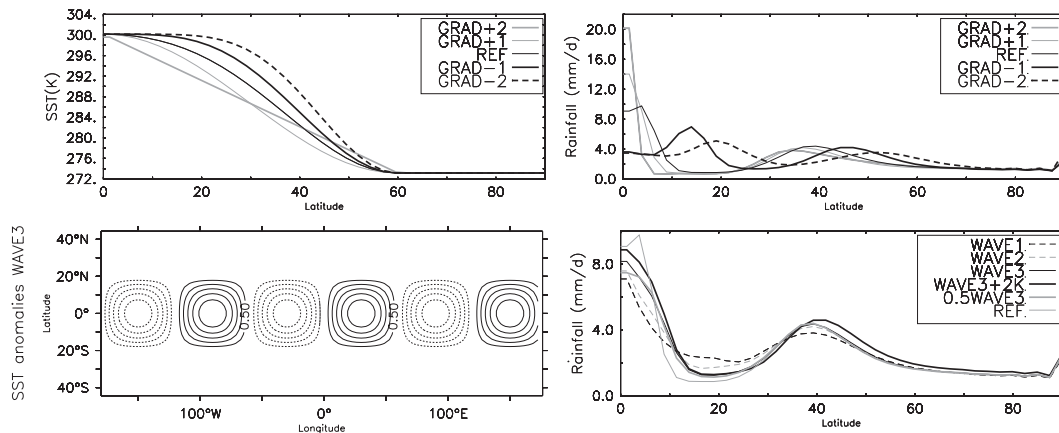 304.
300.
296.
292.
288.
284.
280.
276.
272.
SST(K)
0
20
40
60
80
Latitude
GRAD+2
GRAD+1
REF
GRAD−1
GRAD−2
20.0
16.0
12.0
8.0
4.0
0.0
Rainfall (mm/d)
0
20
40
60
80
Latitude
GRAD+2
GRAD+1
REF
GRAD−1
GRAD−2
SST anomalies WAVE3
Latitude
40°N
20°N
0°
20°S
40°S
0.50
0.50
100°W
0°
100°E
Longitude
8.0
4.0
0.0
Rainfall (mm/d)
0
20
40
60
80
Latitude
WAVE1
WAVE2
WAVE3
WAVE3+2K
0.5WAVE3
REF.